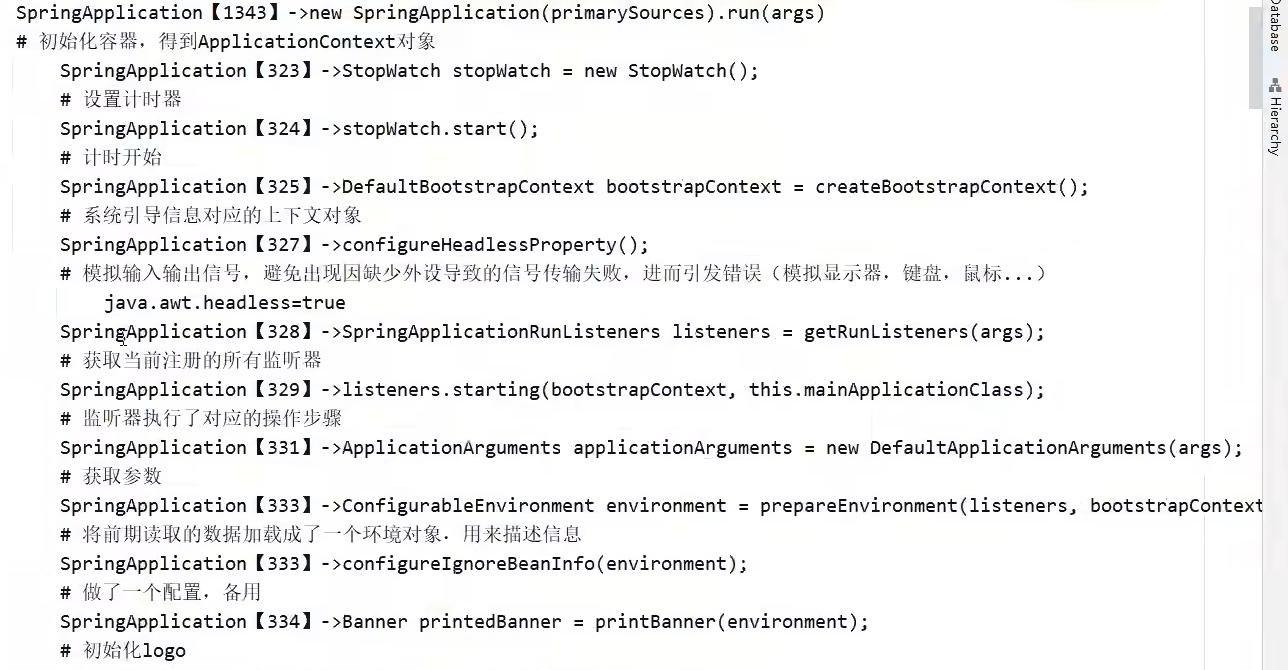 SpringApplication【1343】->new SpringApplication(primarySources).run(args)
# 初始化容器，得到ApplicationContext对象
SpringApplication【323】->StopWatch stopWatch = new StopWatch();
# 设置计时器
SpringApplication【324】->stopWatch.start();
# 计时开始
SpringApplication【325】->DefaultBootstrapContext bootstrapContext = createBootstrapContext();
# 系统引导信息对应的上下文对象
SpringApplication【327】->configureHeadlessProperty();
# 模拟输入输出信号，避免出现因缺少外设导致的信号传输失败，进而引发错误（模拟显示器，键盘，鼠标...）
java.awt.headless=true
SpringApplication【328】->SpringApplicationRunListeners listeners = getRunListeners(args);
# 获取当前注册的所有监听器
SpringApplication【329】->listeners.starting(bootstrapContext, this.mainApplicationClass);
# 监听器执行了对应的操作步骤
SpringApplication【331】->ApplicationArguments applicationArguments = new DefaultApplicationArguments(args);
# 获取参数
SpringApplication【333】->ConfigurableEnvironment environment = prepareEnvironment(listeners, bootstrapContext
# 将前期读取的数据加载成了一个环境对象．用来描述信息
SpringApplication【333】->configureIgnoreBeanInfo(environment);
# 做了一个配置，备用
SpringApplication【334】->Banner printedBanner = printBanner(environment);
# 初始化logo
Database
Hierarchy